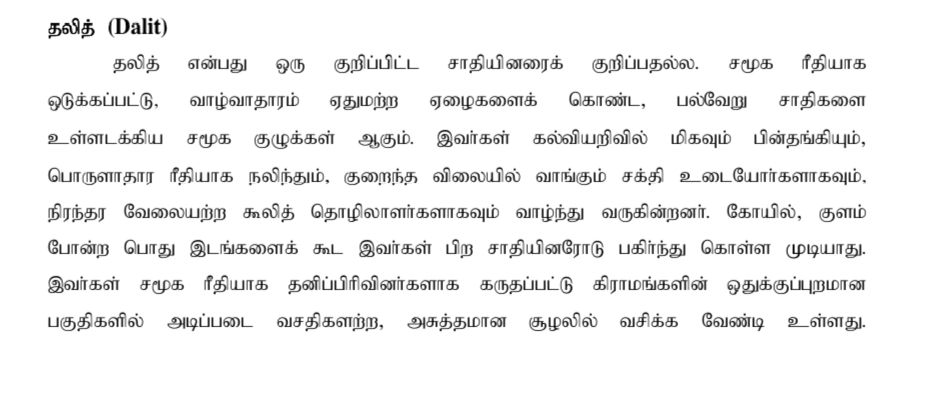 தலித் (Dalit)
தலித் என்பது ஒரு குறிப்பிட்ட சாதியினரைக் குறிப்பதல்ல. சமூக ரீதியாக
ஒடுக்கப்பட்டு, வாழ்வாதாரம் ஏதுமற்ற ஏழைகளைக் கொண்ட, பல்வேறு சாதிகளை
உள்ளடக்கிய சமூக குழுக்கள் ஆகும். இவர்கள் கல்வியறிவில் மிகவும் பின்தங்கியும்,
பொருளாதார ரீதியாக நலிந்தும், குறைந்த விலையில் வாங்கும் சக்தி உடையோர்களாகவும்,
நிரந்தர வேலையற்ற கூலித் தொழிலாளர்களாகவும் வாழ்ந்து வருகின்றனர். கோயில், குளம்
போன்ற பொது இடங்களைக் கூட இவர்கள் பிற சாதியினரோடு பகிர்ந்து கொள்ள முடியாது.
இவர்கள் சமூக ரீதியாக தனிப்பிரிவினர்களாக கருதப்பட்டு கிராமங்களின் ஒதுக்குப்புறமான
பகுதிகளில் அடிப்படை வசதிகளற்ற, அசுத்தமான சூழலில் வசிக்க வேண்டி உள்ளது.